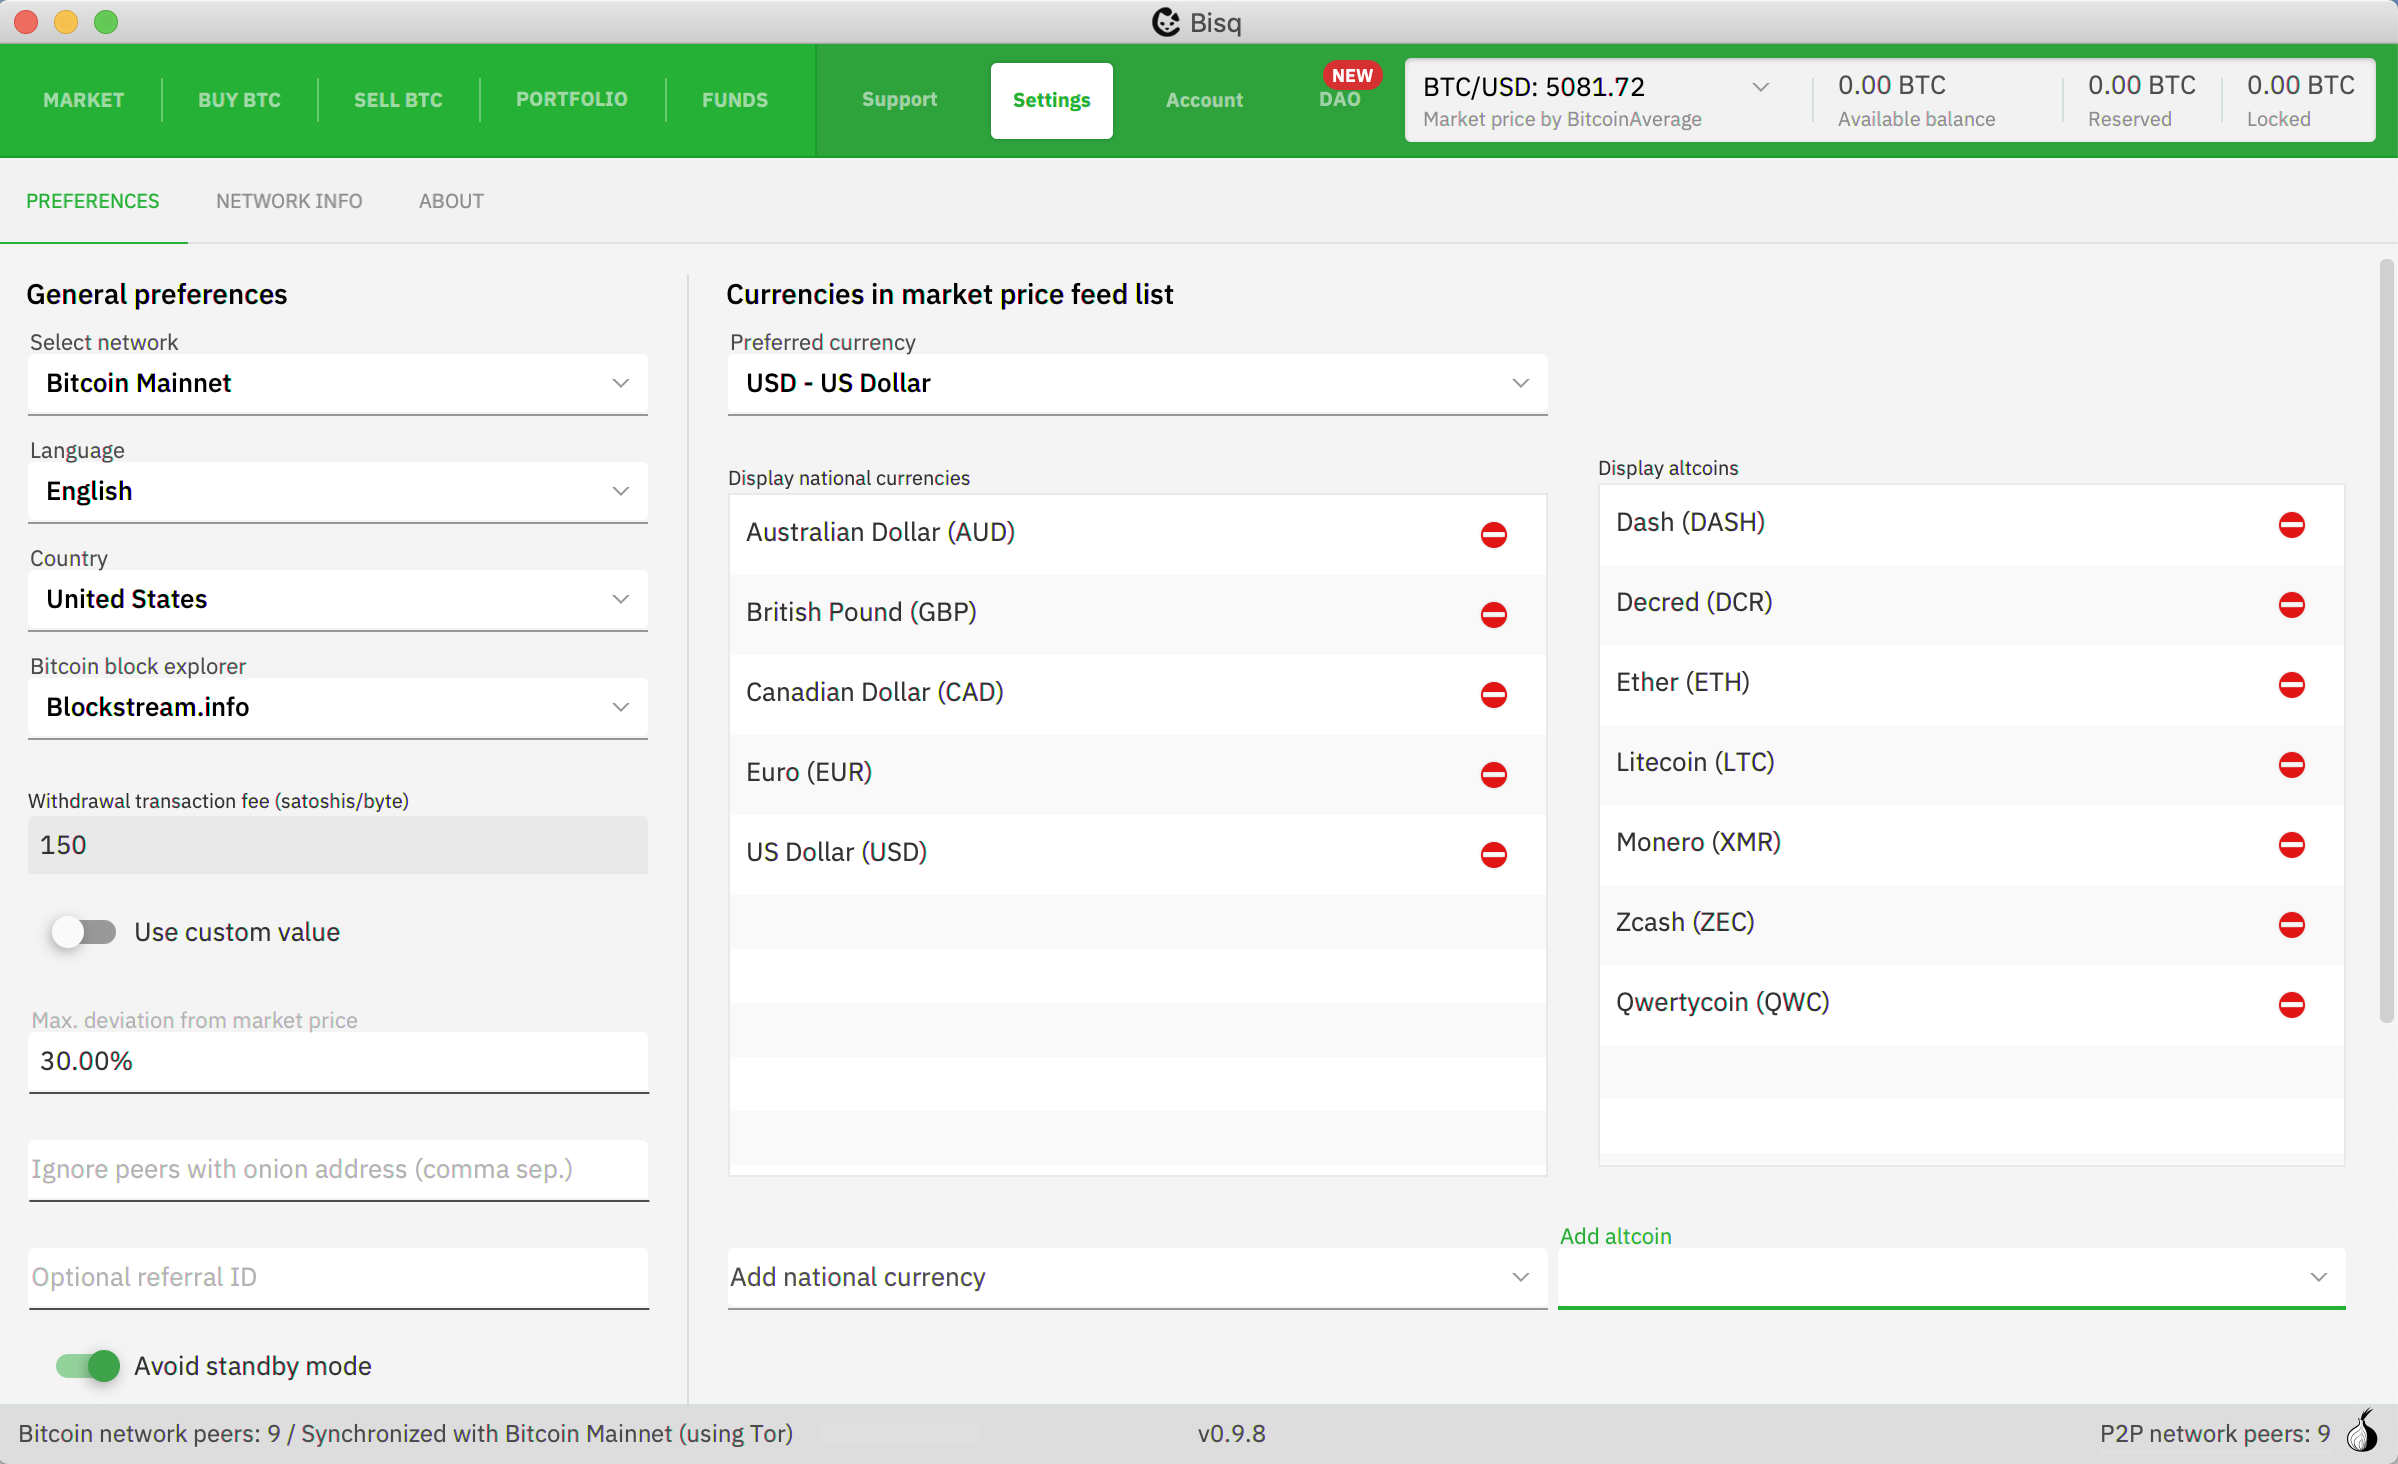 Bisq
MARKET
BUY BTC
SELL BTC
PORTFOLIO
FUNDS
Support
Settings
Account
NEW
DAO
BTC/USD: 5081.72
Market price by BitcoinAverage
0.00 BTC
Available balance
0.00 BTC
Reserved
0.00 BTC
Locked
PREFERENCES
NETWORK INFO
ABOUT
General preferences
Select network
Bitcoin Mainnet
Language
English
Country
United States
Bitcoin block explorer
Blockstream.info
Withdrawal transaction fee (satoshis/byte)
150
Use custom value
Max. deviation from market price
30.00%
Ignore peers with onion address (comma sep.)
Optional referral ID
Avoid standby mode
Currencies in market price feed list
Preferred currency
USD - US Dollar
Display national currencies
Australian Dollar (AUD)
British Pound (GBP)
Canadian Dollar (CAD)
Euro (EUR)
US Dollar (USD)
Add national currency
Display altcoins
Dash (DASH)
Decred (DCR)
Ether (ETH)
Litecoin (LTC)
Monero (XMR)
Zcash (ZEC)
Qwertycoin (QWC)
Add altcoin
Bitcoin network peers: 9 / Synchronized with Bitcoin Mainnet (using Tor)
v0.9.8
P2P network peers: 9